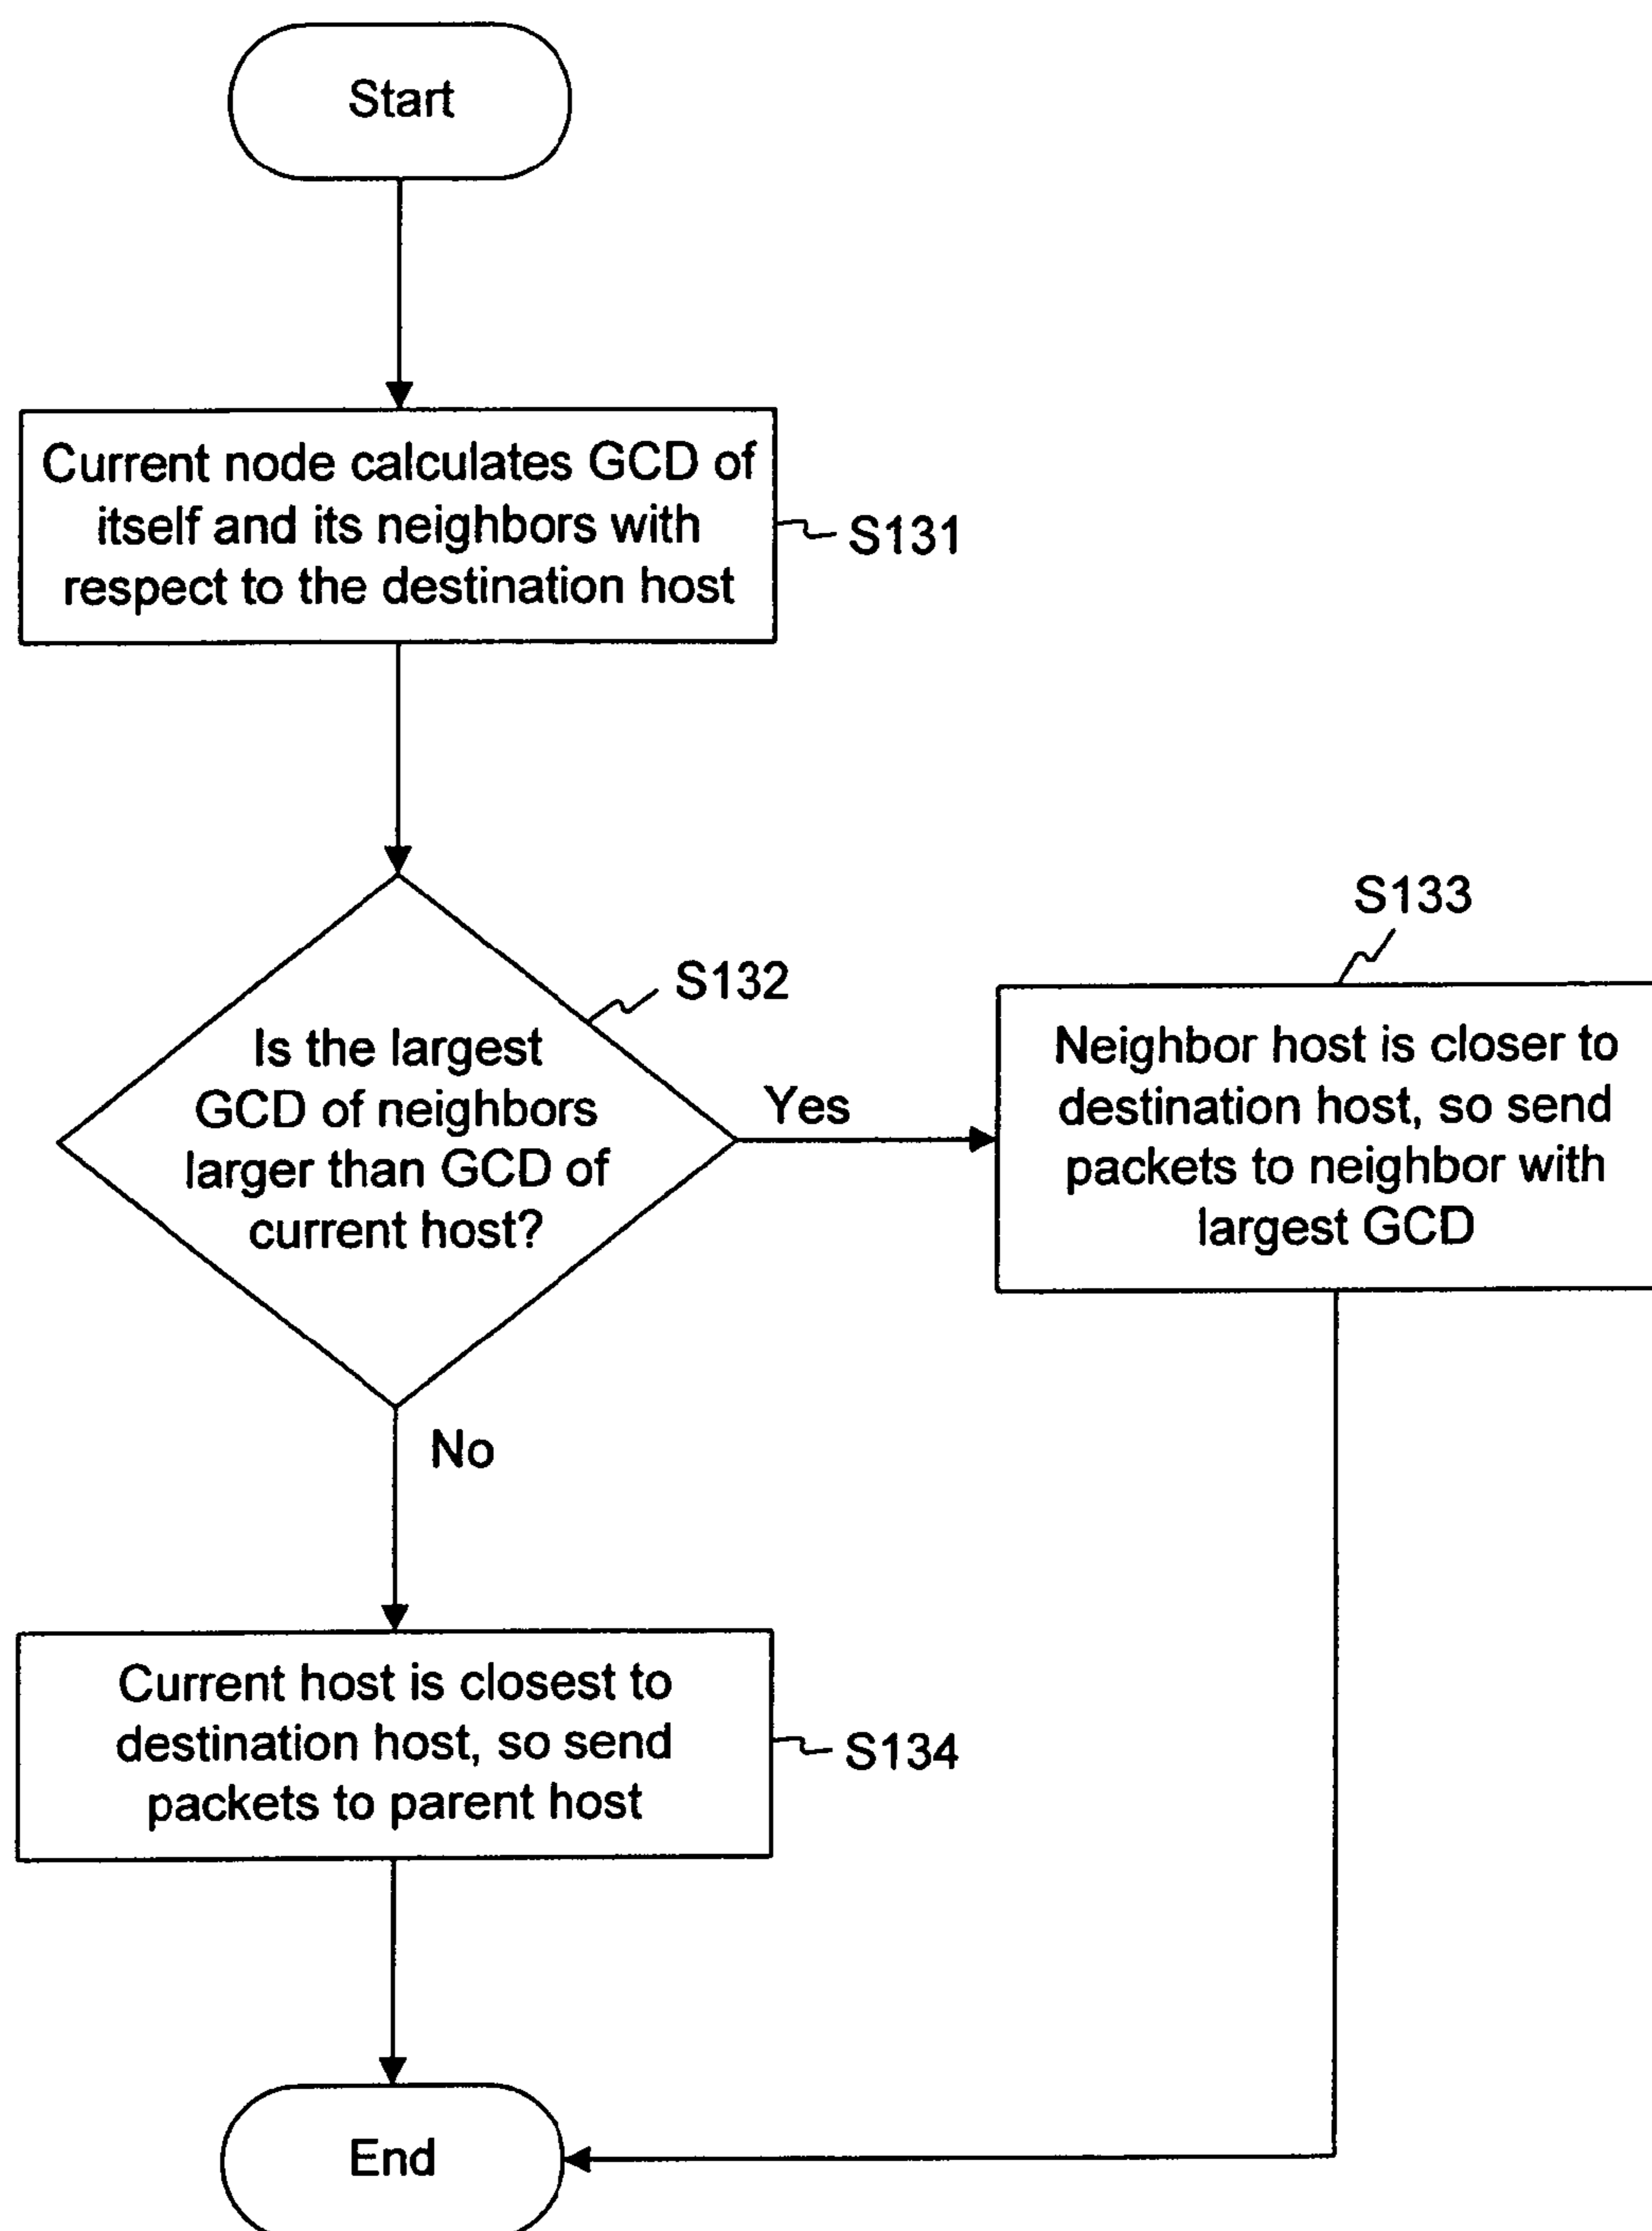 Start
Current node calculates GCD of
itself and its neighbors with
respect to the destination host
S131
S132
Is the largest
GCD of neighbors
larger than GCD of
current host?
Yes
S133
Neighbor host is closer to
destination host, so send
packets to neighbor with
largest GCD
No
Current host is closest to
destination host, so send
packets to parent host
S134
End